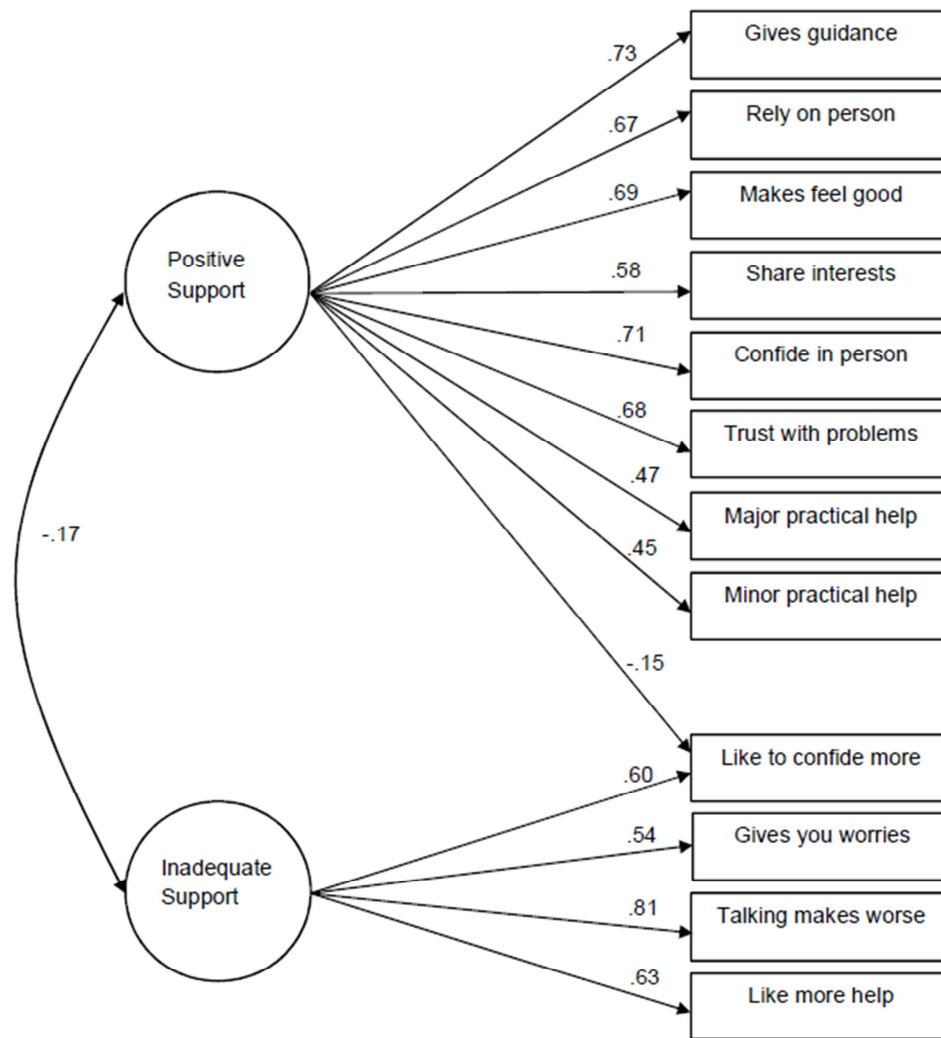 Gives guidance
.73
Rely on person
.67
Makes feel good
.69
Positive
Support
Share interests
.58
Confide in person
.71
Trust with problems
.68
Major practical help
.47
Minor practical help
.45
-.17
-.15
Like to confide more
.60
Gives you worries
.54
Inadequate
Support
Talking makes worse
.81
Like more help
.63